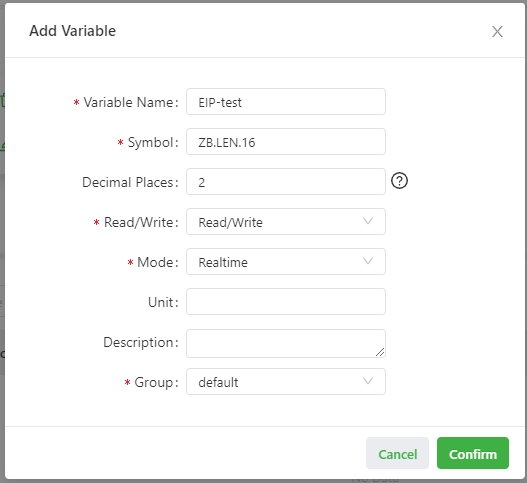 Add Variable
* Variable Name: EIP-test
* Symbol: ZB.LEN.16
Decimal Places: 2
* Read/Write: Read/Write
* Mode: Realtime
Unit:
Description:
* Group: default
Cancel Confirm